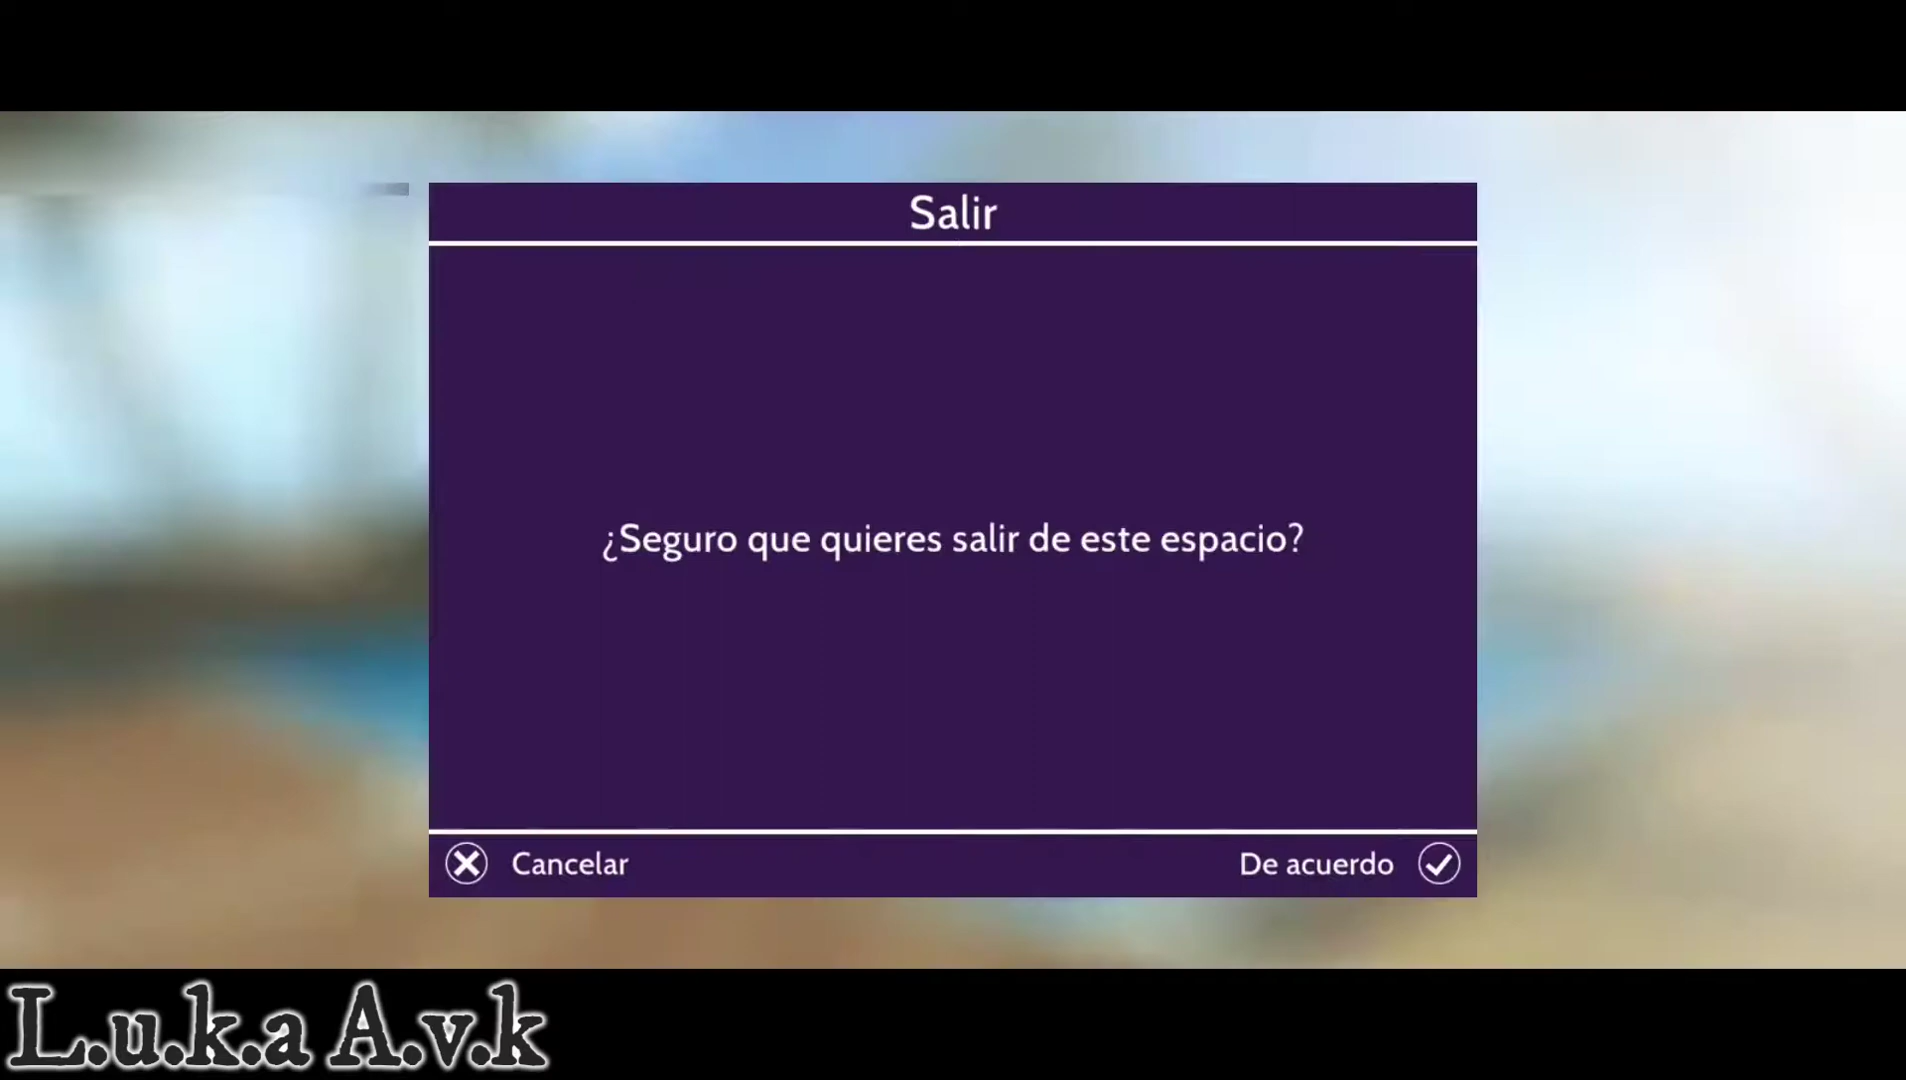 Salir
¿Seguro que quieres salir de este espacio?
Cancelar
De acuerdo
L.u.k.a A.v.k